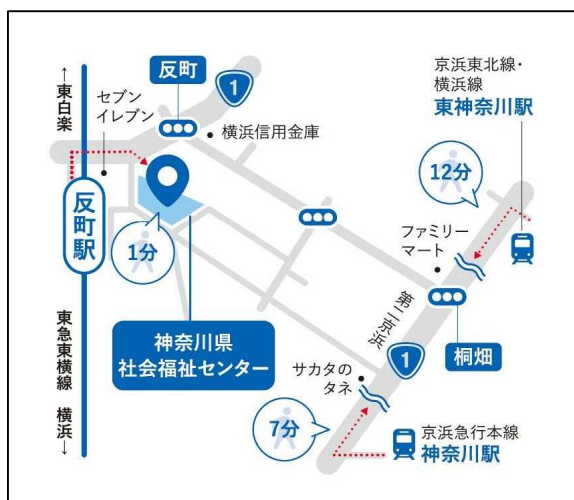 ↑東白楽
セブン
イレブン
反町
1
横浜信用金庫
京浜東北線・
横浜線
東神奈川駅
12分
反町駅
1分
ファミリー
マート
第二京浜
1
桐畑
神奈川県
社会福祉センター
サカタの
タネ
7分
京浜急行本線
神奈川駅
東急東横線 横浜↓